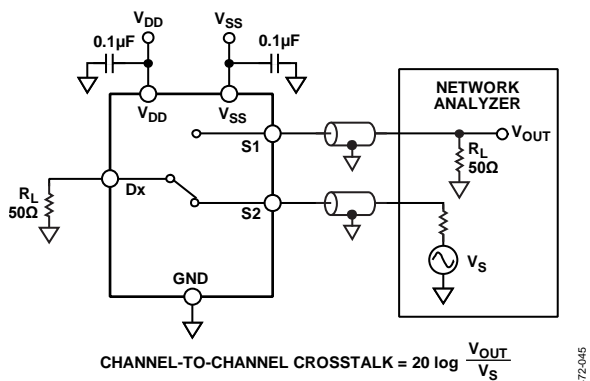 V_DD
V_SS
0.1µF
0.1µF
V_DD
V_SS
NETWORK
ANALYZER
S1
V_OUT
R_L
50Ω
R_L
50Ω
Dx
S2
V_S
GND
CHANNEL-TO-CHANNEL CROSSTALK = 20 log V_OUT / V_S
72-045